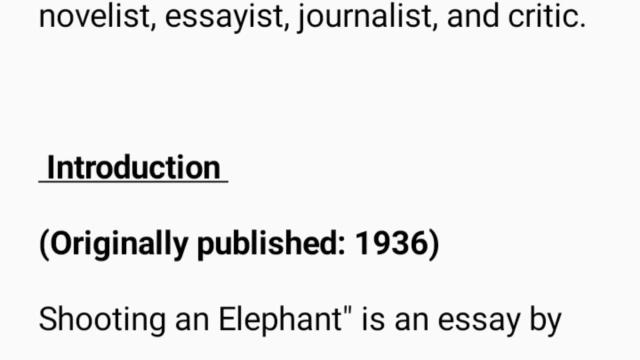 novelist, essayist, journalist, and critic.
Introduction
(Originally published: 1936)
Shooting an Elephant" is an essay by